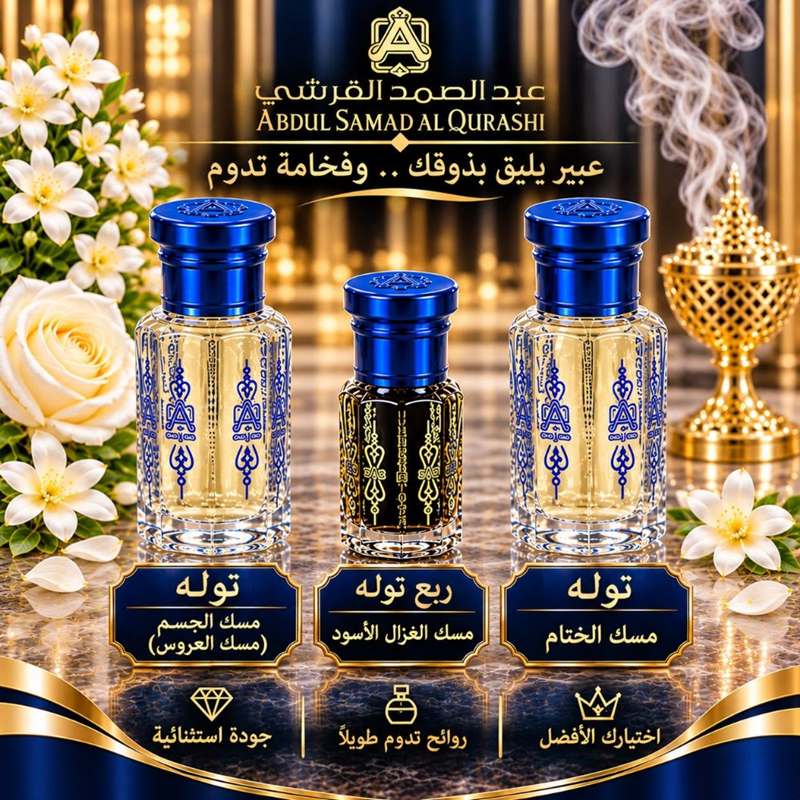 عبد الصمد القرشي
ABDUL SAMAD AL QURASHI
عبير يليق بذوقك .. وفخامة تدوم
توله
مسك الجسم
(مسك العروس)
ربع توله
مسك الغزال الأسود
توله
مسك الختام
جودة استثنائية
روائح تدوم طويلاً
اختيارك الأفضل